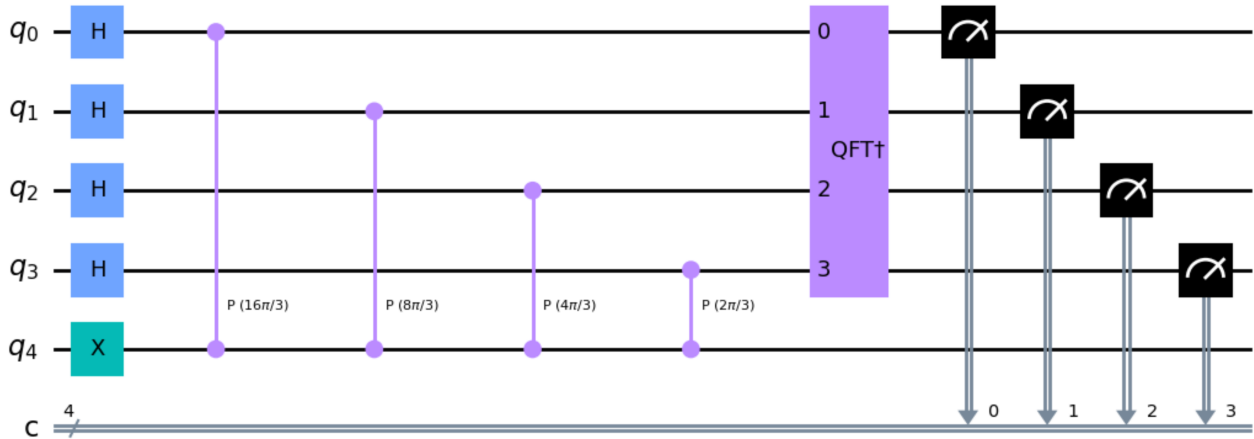 q0 H 0
q1 H 1
QFT†
q2 H 2
q3 H 3
P (16π/3) P (8π/3) P (4π/3) P (2π/3)
q4 X
4 0 1 2 3
c